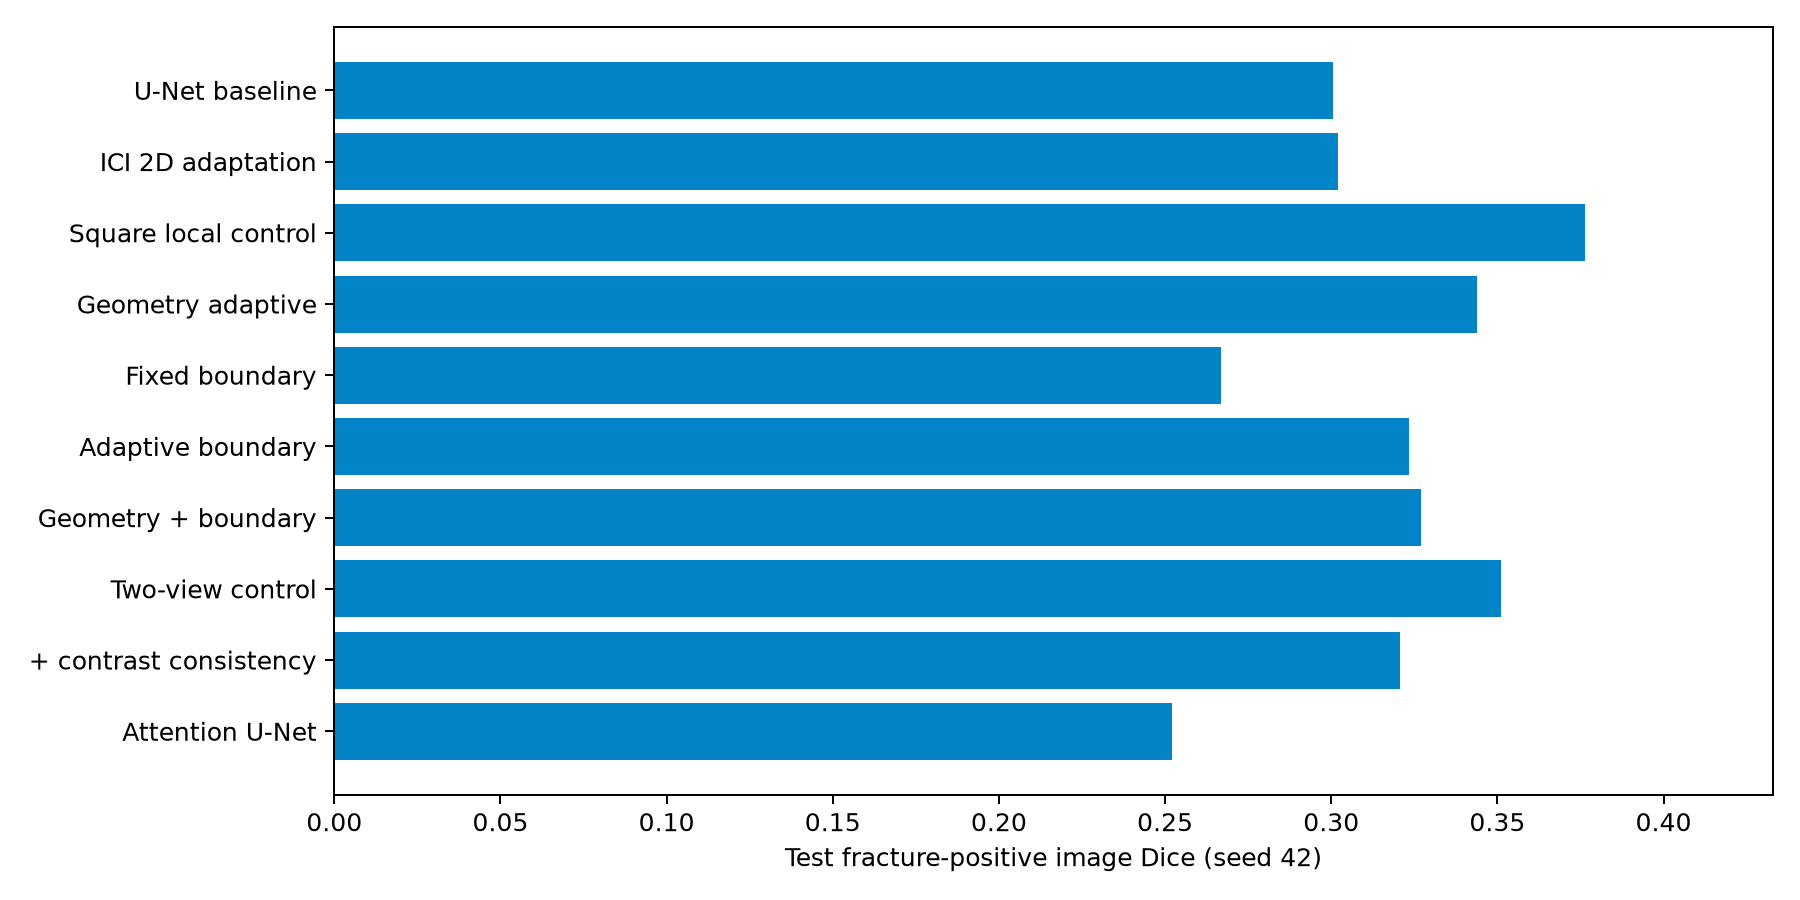 U-Net baseline
ICI 2D adaptation
Square local control
Geometry adaptive
Fixed boundary
Adaptive boundary
Geometry + boundary
Two-view control
+ contrast consistency
Attention U-Net
0.00 0.05 0.10 0.15 0.20 0.25 0.30 0.35 0.40
Test fracture-positive image Dice (seed 42)